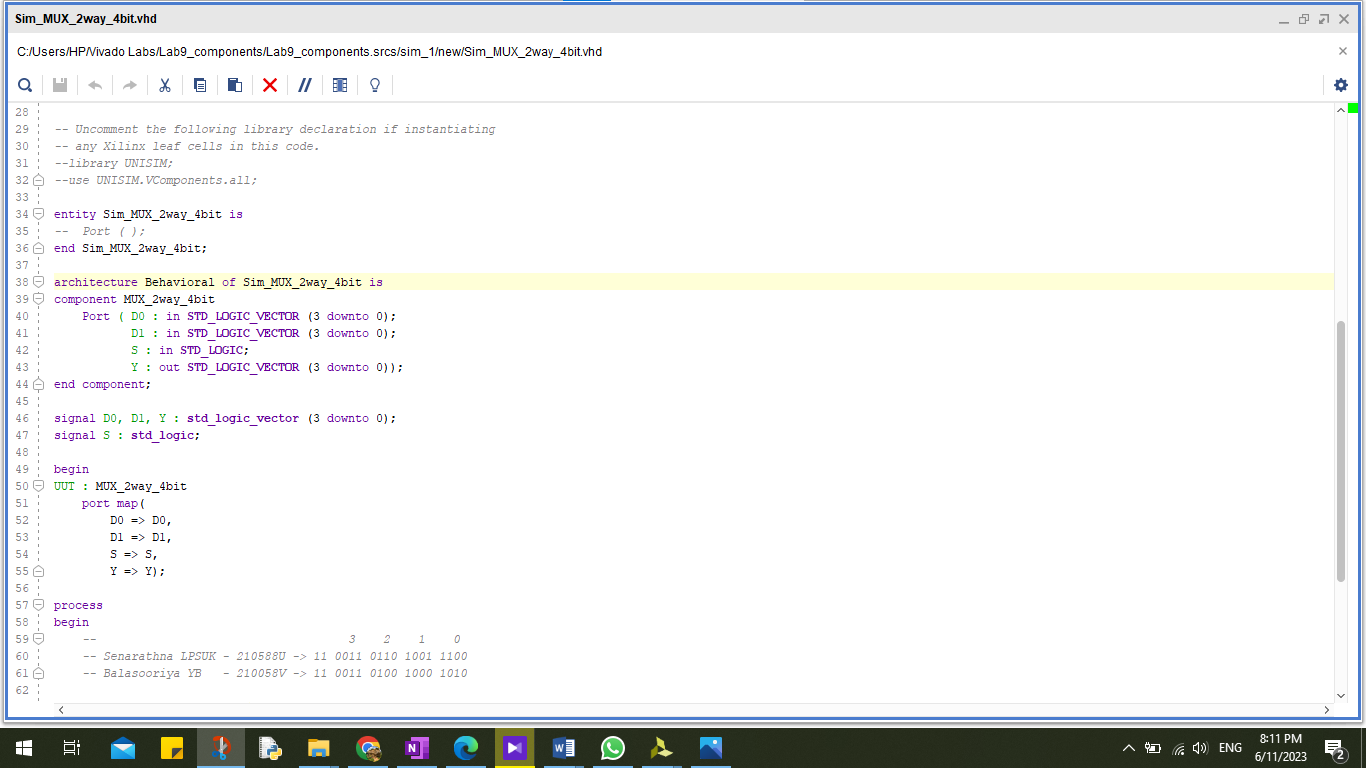 Sim_MUX_2way_4bit.vhd
C:/Users/HP/Vivado Labs/Lab9_components/Lab9_components.srcs/sim_1/new/Sim_MUX_2way_4bit.vhd
28
29 -- Uncomment the following library declaration if instantiating
30 -- any Xilinx leaf cells in this code.
31 --library UNISIM;
32 --use UNISIM.VComponents.all;
33
34 entity Sim_MUX_2way_4bit is
35 --  Port ( );
36 end Sim_MUX_2way_4bit;
37
38 architecture Behavioral of Sim_MUX_2way_4bit is
39 component MUX_2way_4bit
40     Port ( D0 : in STD_LOGIC_VECTOR (3 downto 0);
41            D1 : in STD_LOGIC_VECTOR (3 downto 0);
42            S : in STD_LOGIC;
43            Y : out STD_LOGIC_VECTOR (3 downto 0));
44 end component;
45
46 signal D0, D1, Y : std_logic_vector (3 downto 0);
47 signal S : std_logic;
48
49 begin
50 UUT : MUX_2way_4bit
51     port map(
52         D0 => D0,
53         D1 => D1,
54         S => S,
55         Y => Y);
56
57 process
58 begin
59     --                                    3    2    1    0
60     -- Senarathna LPSUK - 210588U -> 11 0011 0110 1001 1100
61     -- Balasooriya YB   - 210058V -> 11 0011 0100 1000 1010
62
ENG
8:11 PM
6/11/2023
2